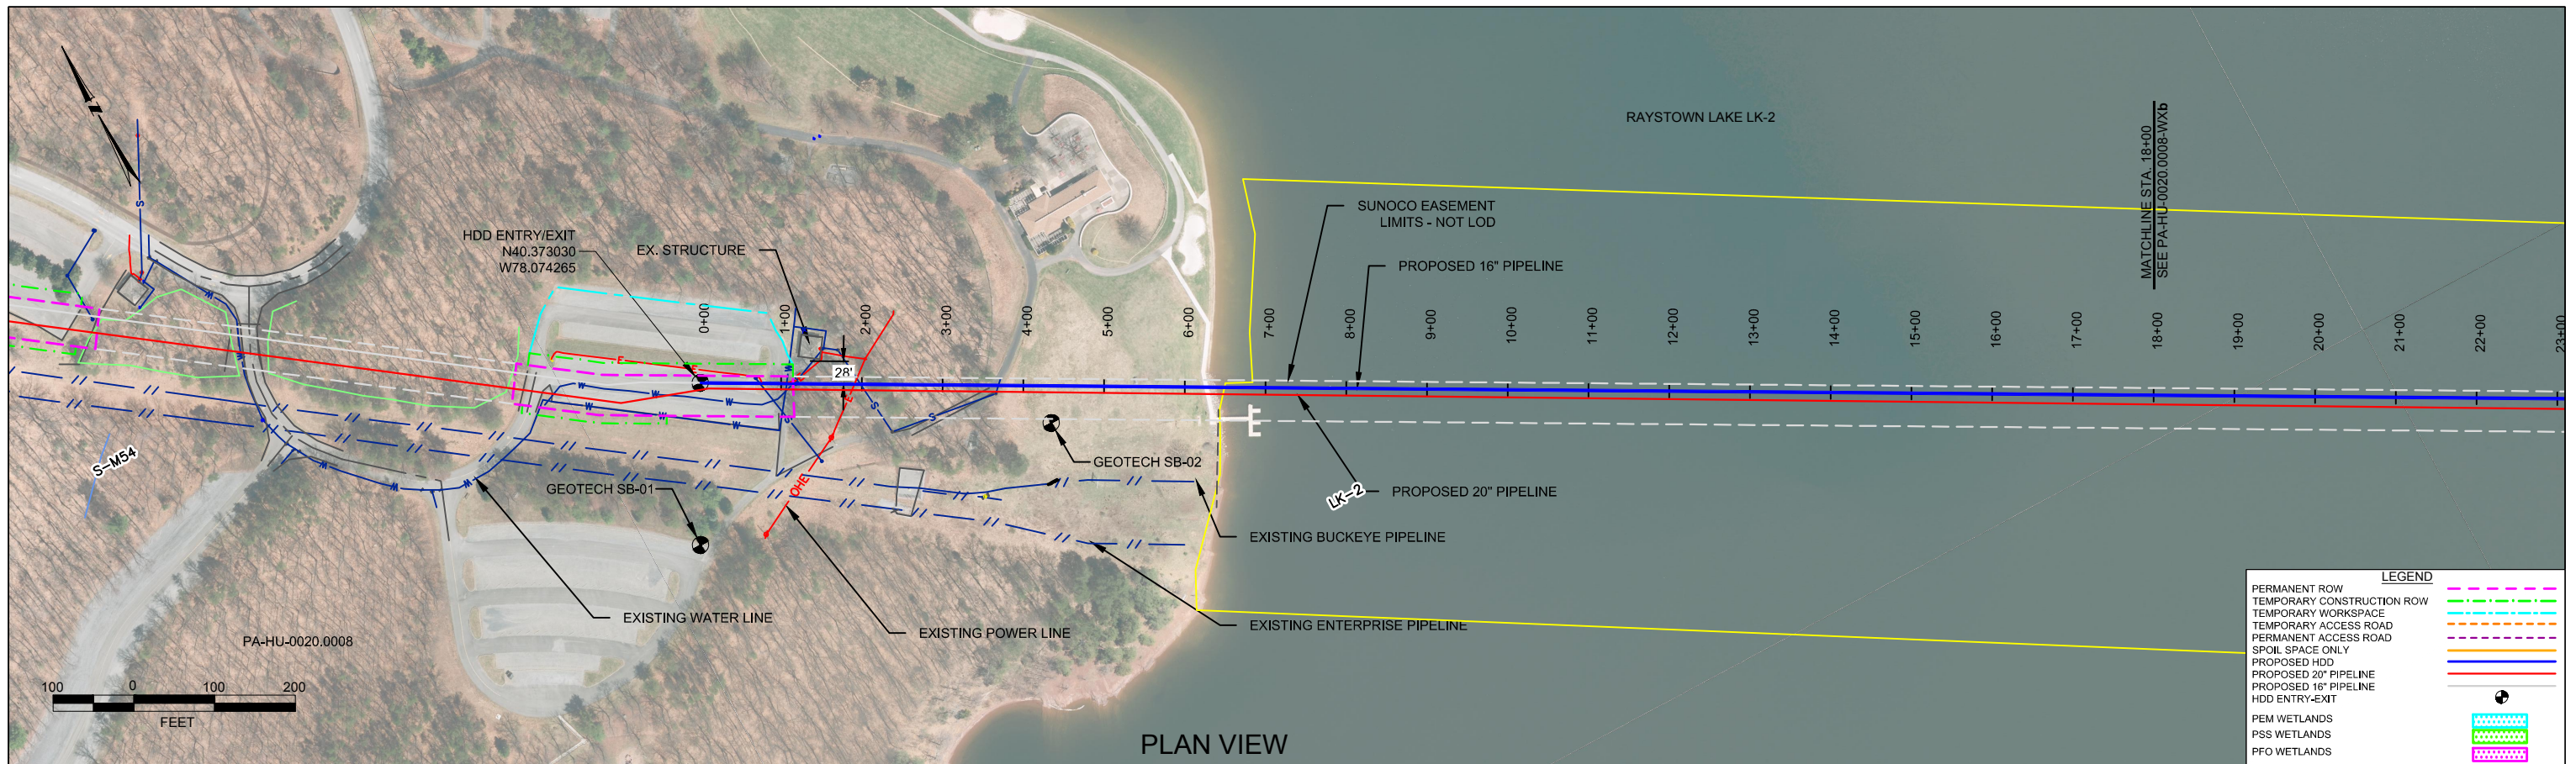 RAYSTOWN LAKE LK-2
MATCHLINE STA. 18+00
SEE PA-HU-0020.0008-WXb
SUNOCO EASEMENT
LIMITS - NOT LOD
HDD ENTRY/EXIT
N40.373030
W78.074265
EX. STRUCTURE
PROPOSED 16" PIPELINE
N
S
0+00
1+00
2+00
3+00
4+00
5+00
6+00
7+00
8+00
9+00
10+00
11+00
12+00
13+00
14+00
15+00
16+00
17+00
18+00
19+00
20+00
21+00
22+00
23+00
28'
E
E
E
W
W
W
W
W
W
W
W
W
W
W
W
S
S
S-M54
GEOTECH SB-02
GEOTECH SB-01
OHE
LK-2
PROPOSED 20" PIPELINE
EXISTING BUCKEYE PIPELINE
EXISTING WATER LINE
EXISTING POWER LINE
EXISTING ENTERPRISE PIPELINE
PA-HU-0020.0008
100 0 100 200
FEET
PLAN VIEW
LEGEND
PERMANENT ROW
TEMPORARY CONSTRUCTION ROW
TEMPORARY WORKSPACE
TEMPORARY ACCESS ROAD
PERMANENT ACCESS ROAD
SPOIL SPACE ONLY
PROPOSED HDD
PROPOSED 20" PIPELINE
PROPOSED 16" PIPELINE
HDD ENTRY-EXIT
PEM WETLANDS
PSS WETLANDS
PFO WETLANDS